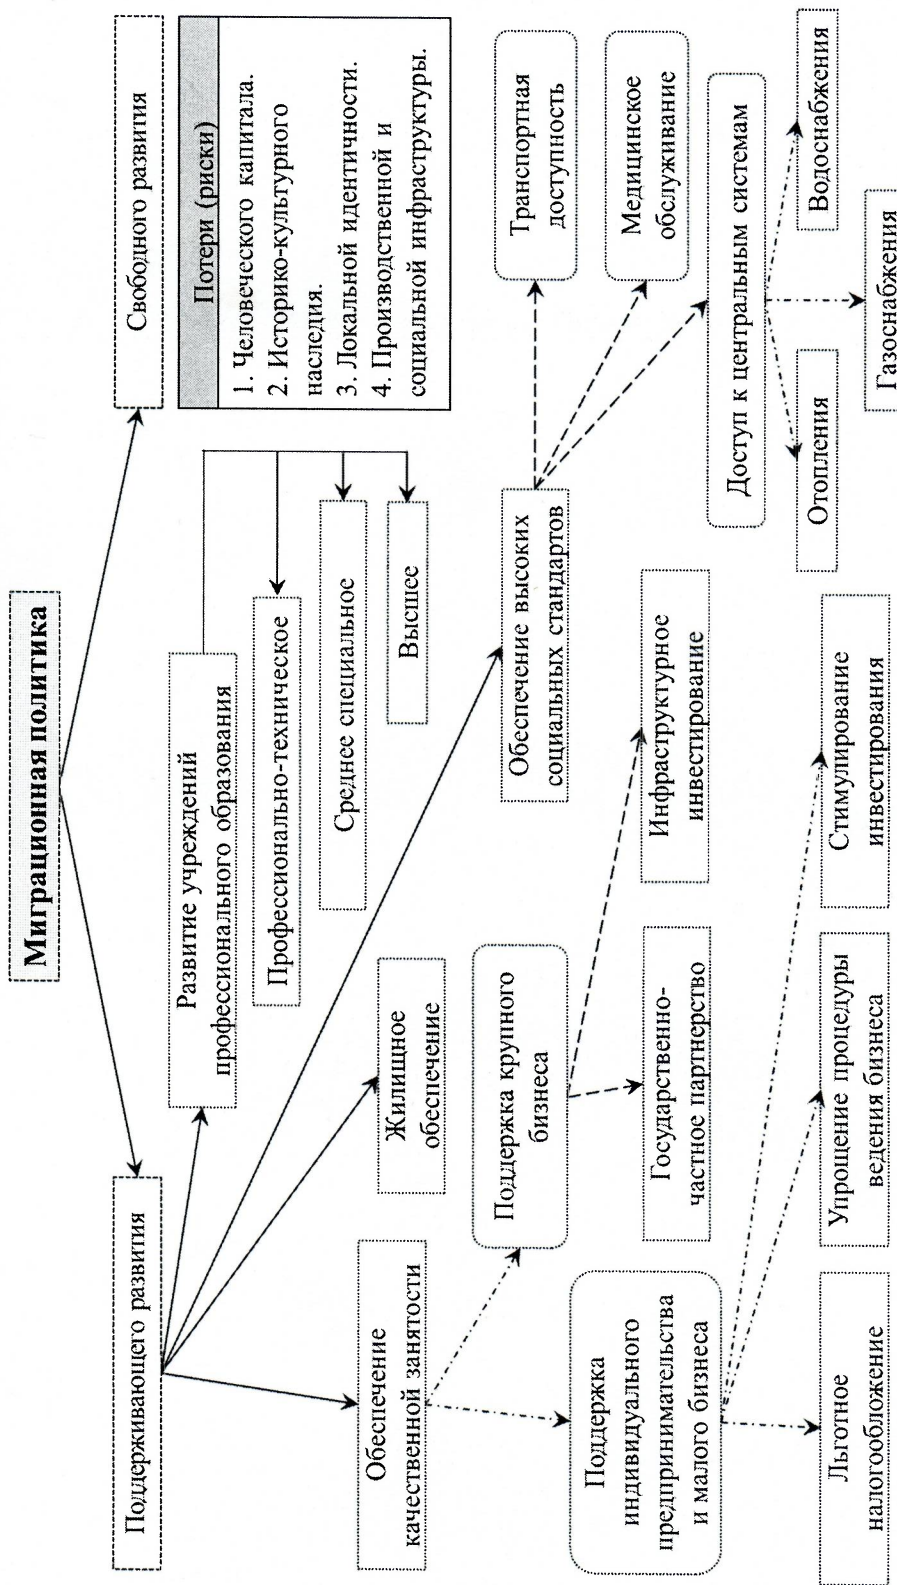 Миграционная политика
Поддерживающего развития
Свободного развития
Развитие учреждений
профессионального образования
Потери (риски)
1. Человеческого капитала.
2. Историко-культурного
наследия.
3. Локальной идентичности.
4. Производственной и
социальной инфраструктуры.
Профессионально-техническое
Среднее специальное
Высшее
Обеспечение
качественной занятости
Жилищное
обеспечение
Обеспечение высоких
социальных стандартов
Транспортная
доступность
Поддержка крупного
бизнеса
Медицинское
обслуживание
Поддержка
индивидуального
предпринимательства
и малого бизнеса
Государственно-
частное партнерство
Инфраструктурное
инвестирование
Доступ к центральным системам
Отопления
Водоснабжения
Газоснабжения
Льготное
налогообложение
Упрощение процедуры
ведения бизнеса
Стимулирование
инвестирования